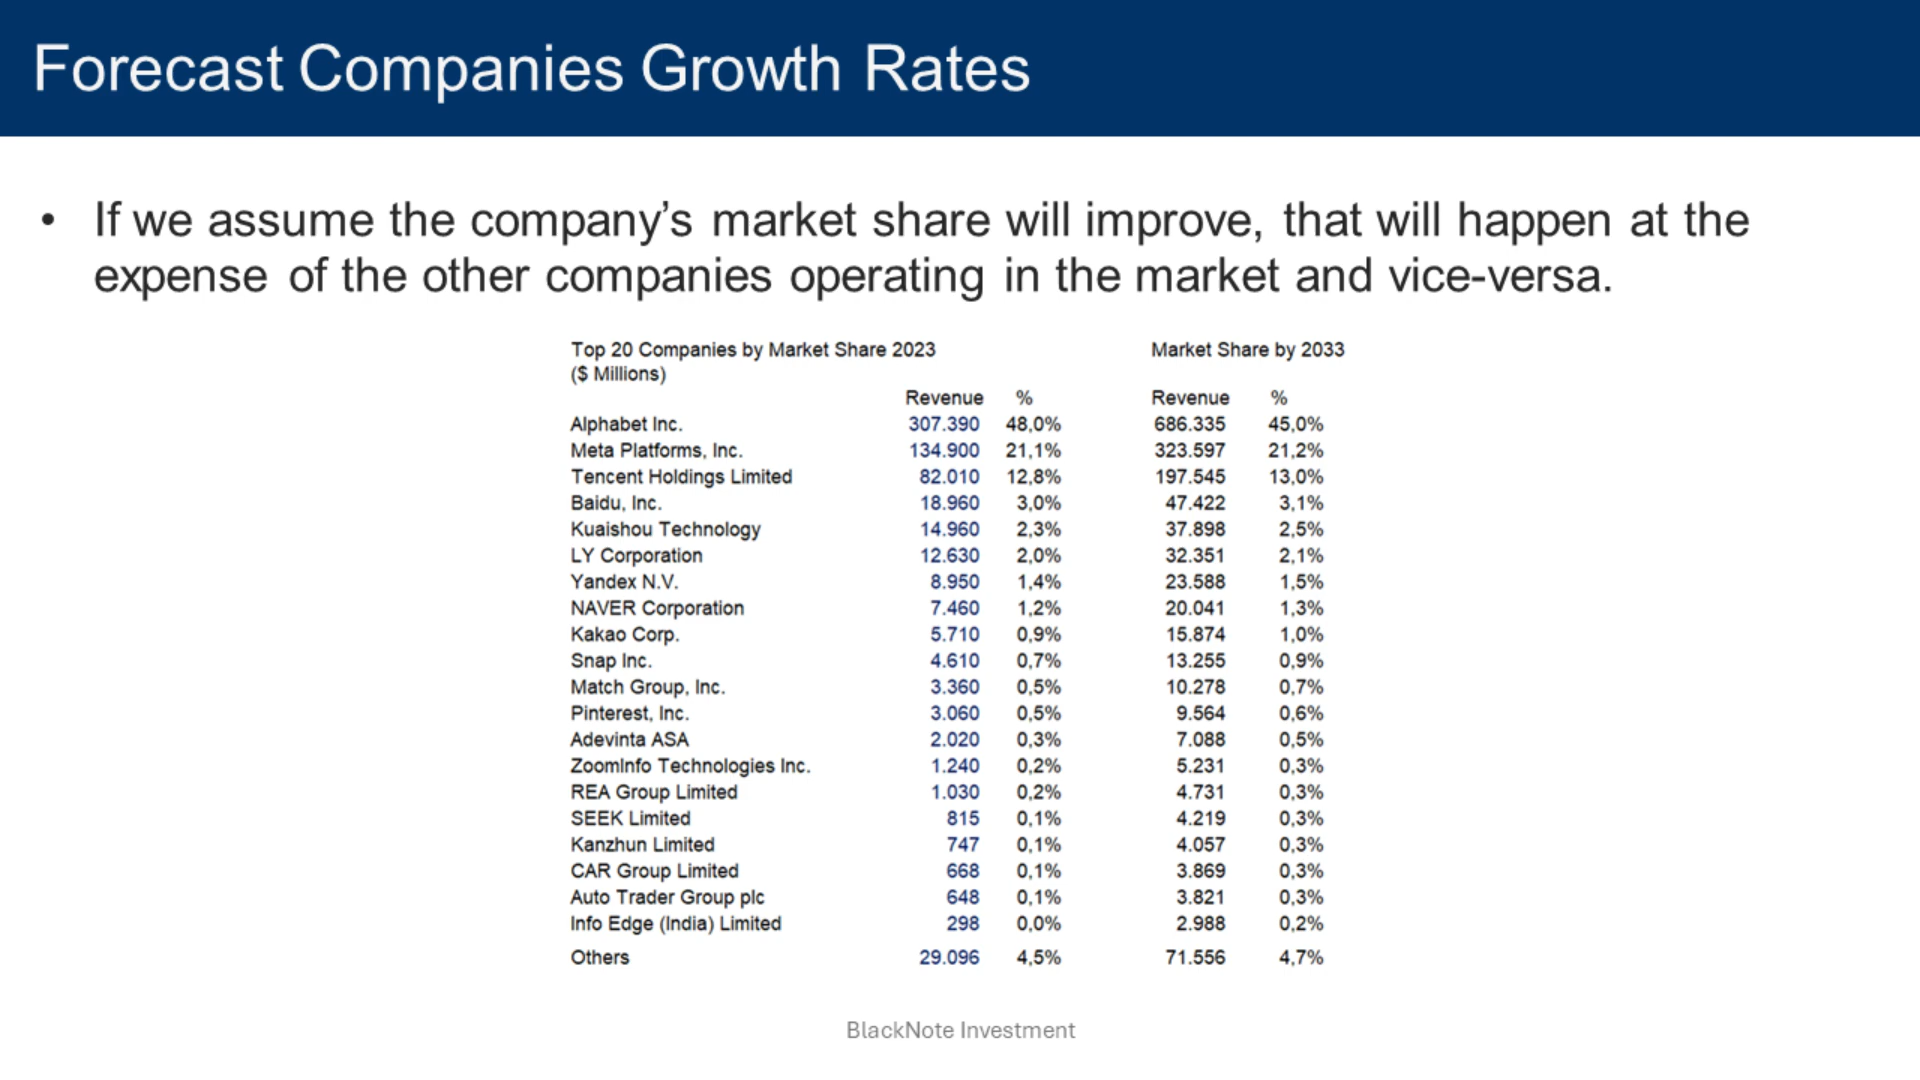 Forecast Companies Growth Rates
• If we assume the company’s market share will improve, that will happen at the
expense of the other companies operating in the market and vice-versa.
Top 20 Companies by Market Share 2023 Market Share by 2033
($ Millions)
Revenue % Revenue %
Alphabet Inc. 307.390 48,0% 686.335 45,0%
Meta Platforms, Inc. 134.900 21,1% 323.597 21,2%
Tencent Holdings Limited 82.010 12,8% 197.545 13,0%
Baidu, Inc. 18.960 3,0% 47.422 3,1%
Kuaishou Technology 14.960 2,3% 37.898 2,5%
LY Corporation 12.630 2,0% 32.351 2,1%
Yandex N.V. 8.950 1,4% 23.588 1,5%
NAVER Corporation 7.460 1,2% 20.041 1,3%
Kakao Corp. 5.710 0,9% 15.874 1,0%
Snap Inc. 4.610 0,7% 13.255 0,9%
Match Group, Inc. 3.360 0,5% 10.278 0,7%
Pinterest, Inc. 3.060 0,5% 9.564 0,6%
Adevinta ASA 2.020 0,3% 7.088 0,5%
ZoomInfo Technologies Inc. 1.240 0,2% 5.231 0,3%
REA Group Limited 1.030 0,2% 4.731 0,3%
SEEK Limited 815 0,1% 4.219 0,3%
Kanzhun Limited 747 0,1% 4.057 0,3%
CAR Group Limited 668 0,1% 3.869 0,3%
Auto Trader Group plc 648 0,1% 3.821 0,3%
Info Edge (India) Limited 298 0,0% 2.988 0,2%
Others 29.096 4,5% 71.556 4,7%
BlackNote Investment